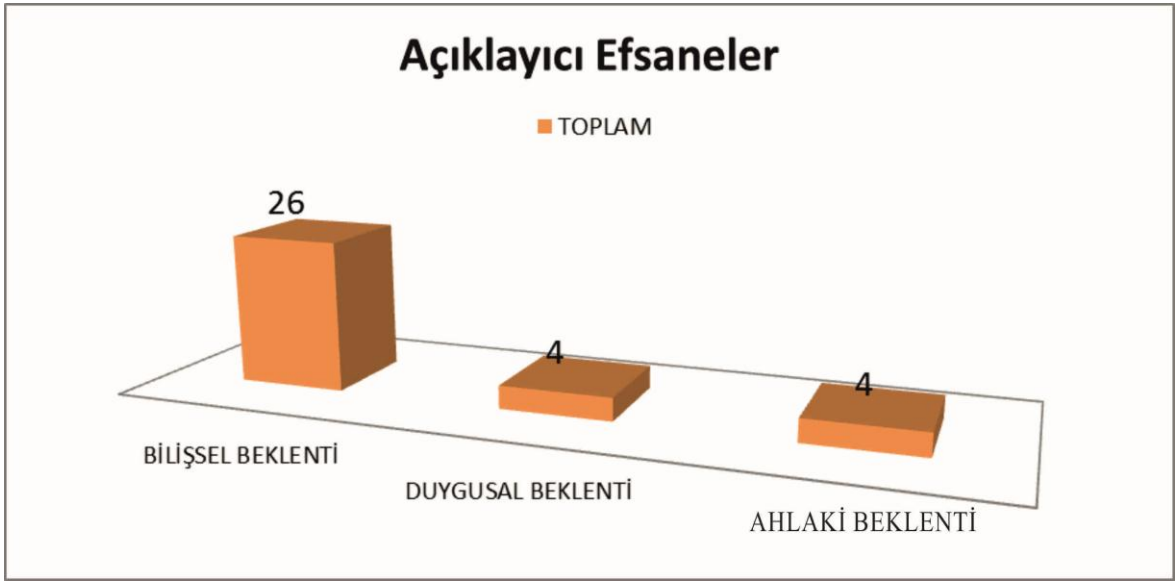 Açıklayıcı Efsaneler
TOPLAM
26
4
4
BİLİŞSEL BEKLENTİ
DUYGUSAL BEKLENTİ
AHLAKİ BEKLENTİ